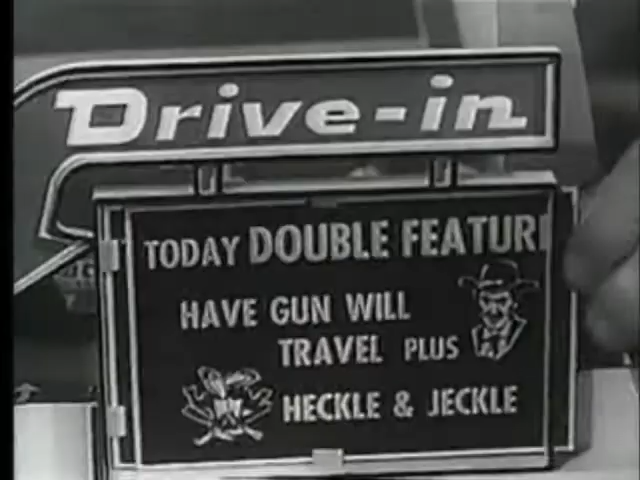 Drive-in
TODAY DOUBLE FEATUR
HAVE GUN WILL
TRAVEL PLUS
HECKLE & JECKLE